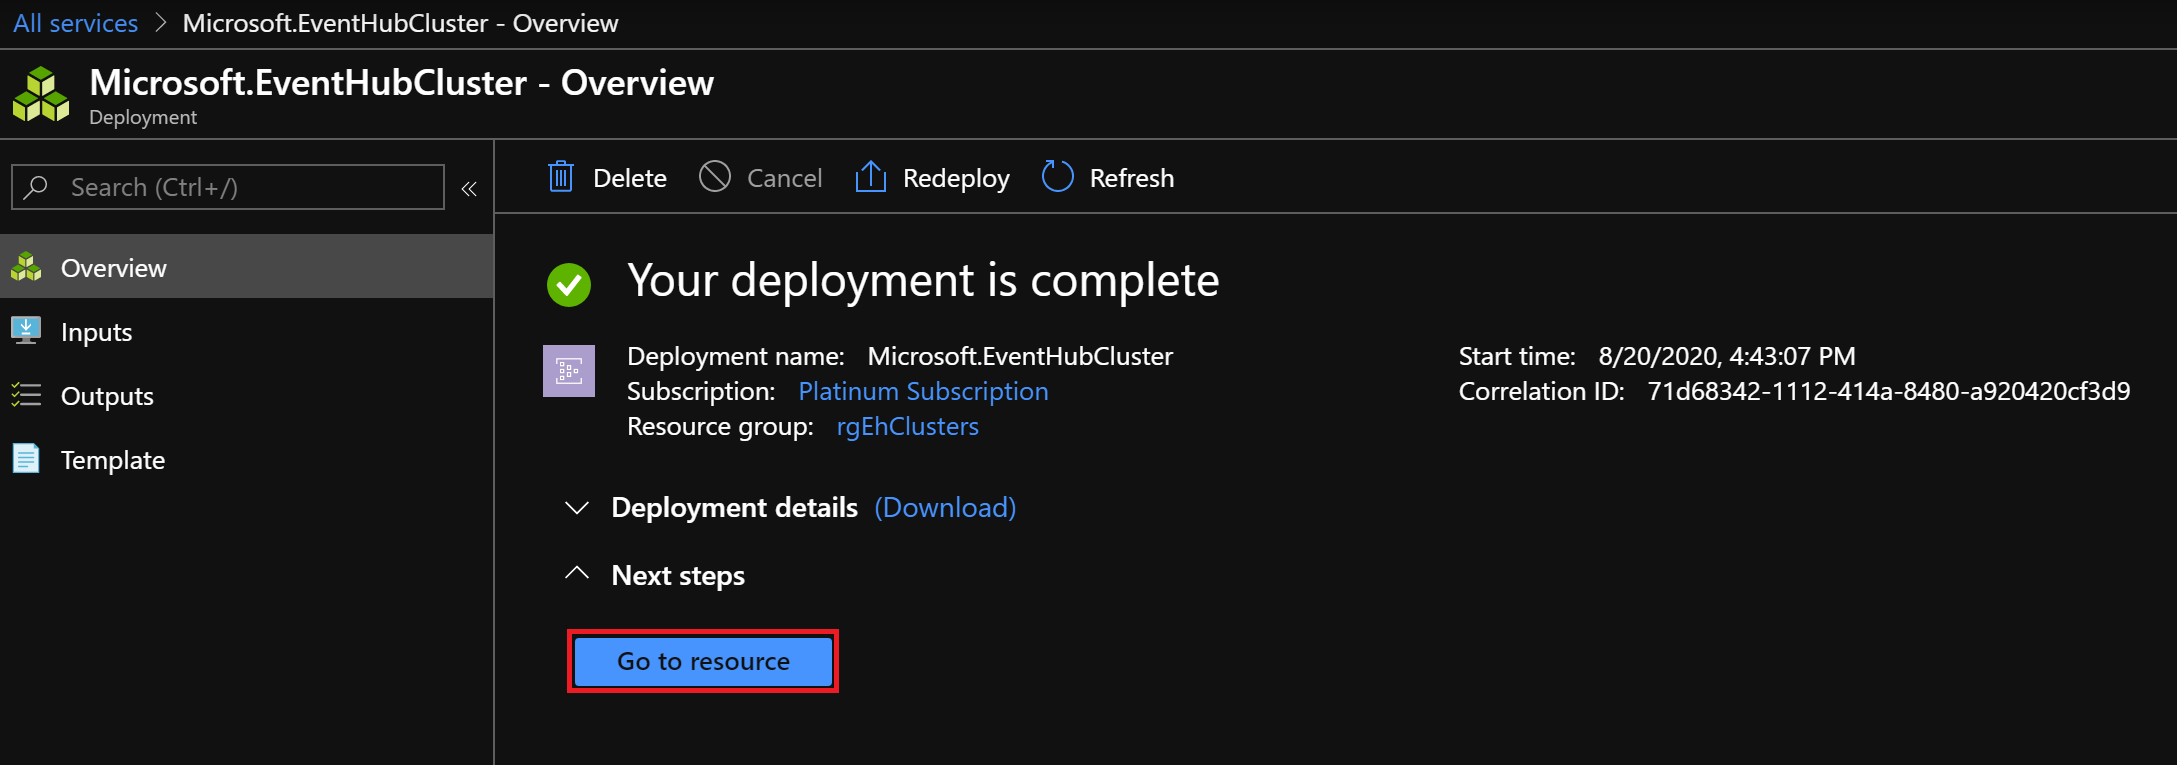 All services > Microsoft.EventHubCluster - Overview
Microsoft.EventHubCluster - Overview
Deployment
Search (Ctrl+/)
«
Overview
Inputs
Outputs
Template
Delete Cancel Redeploy Refresh
Your deployment is complete
Deployment name: Microsoft.EventHubCluster
Subscription: Platinum Subscription
Resource group: rgEhClusters
Start time: 8/20/2020, 4:43:07 PM
Correlation ID: 71d68342-1112-414a-8480-a920420cf3d9
Deployment details (Download)
Next steps
Go to resource